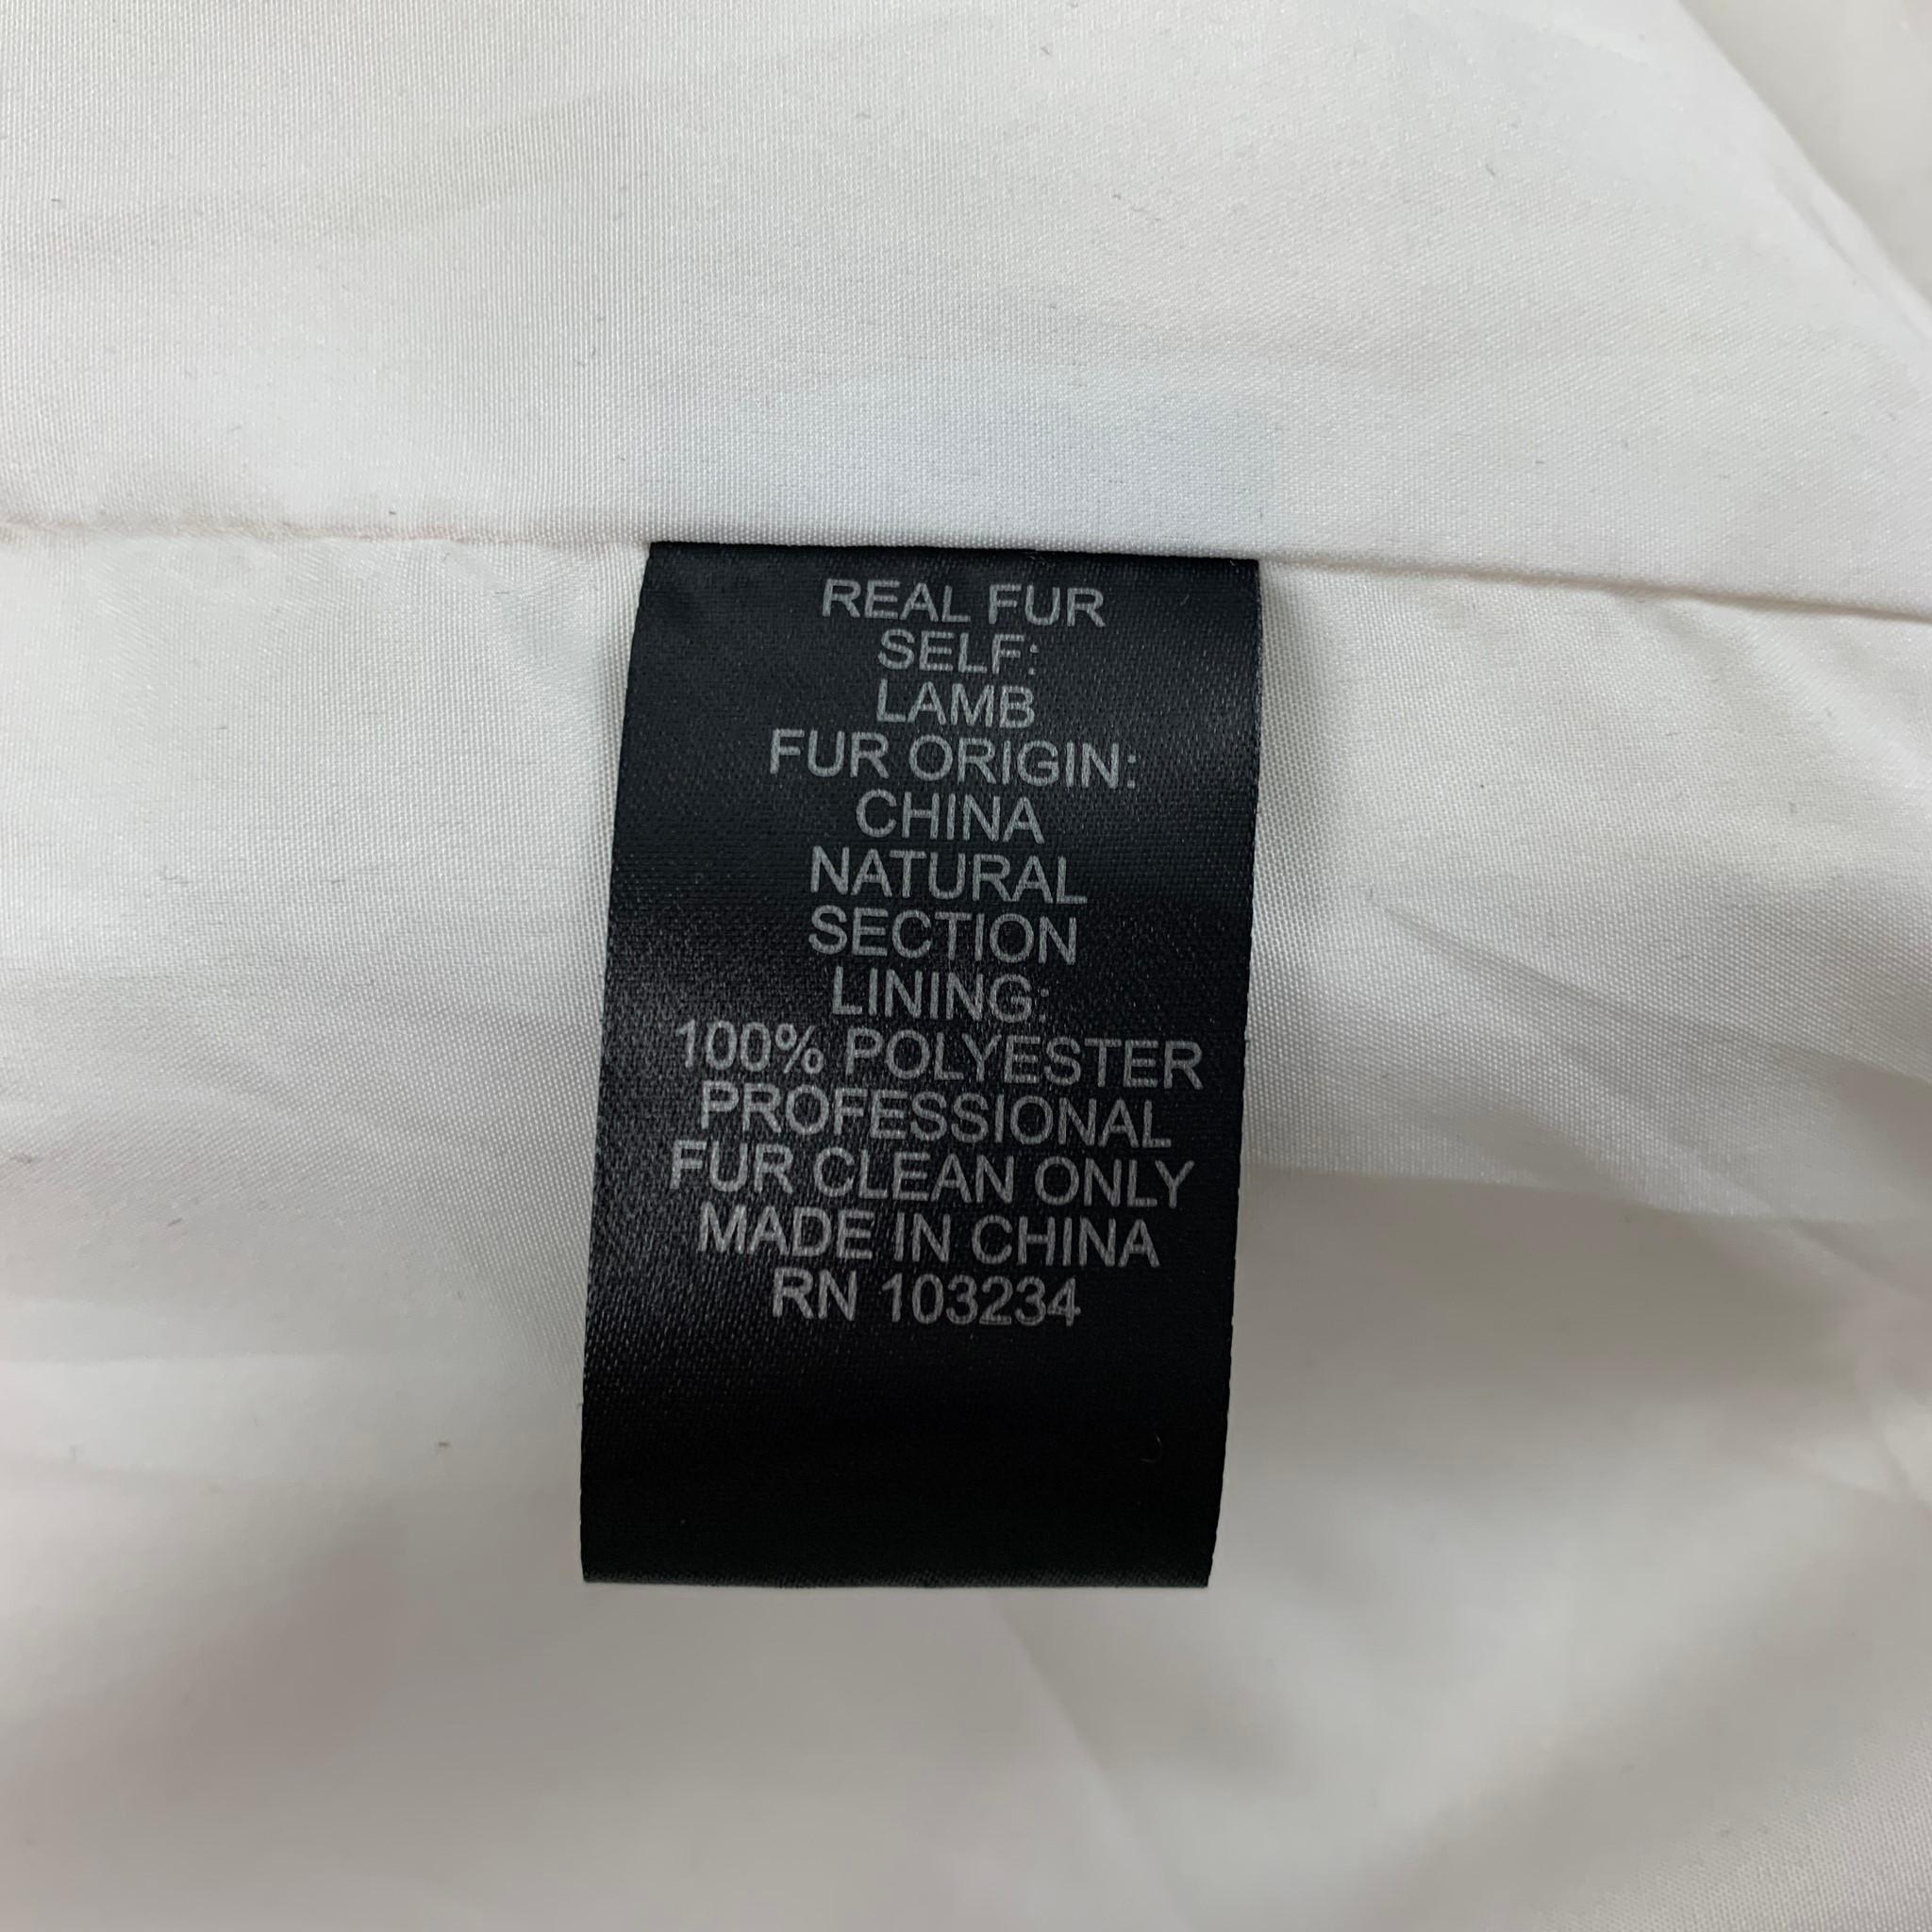 REAL FUR
SELF:
LAMB
FUR ORIGIN:
CHINA
NATURAL
SECTION
LINING:
100% POLYESTER
PROFESSIONAL
FUR CLEAN ONLY
MADE IN CHINA
RN 103234